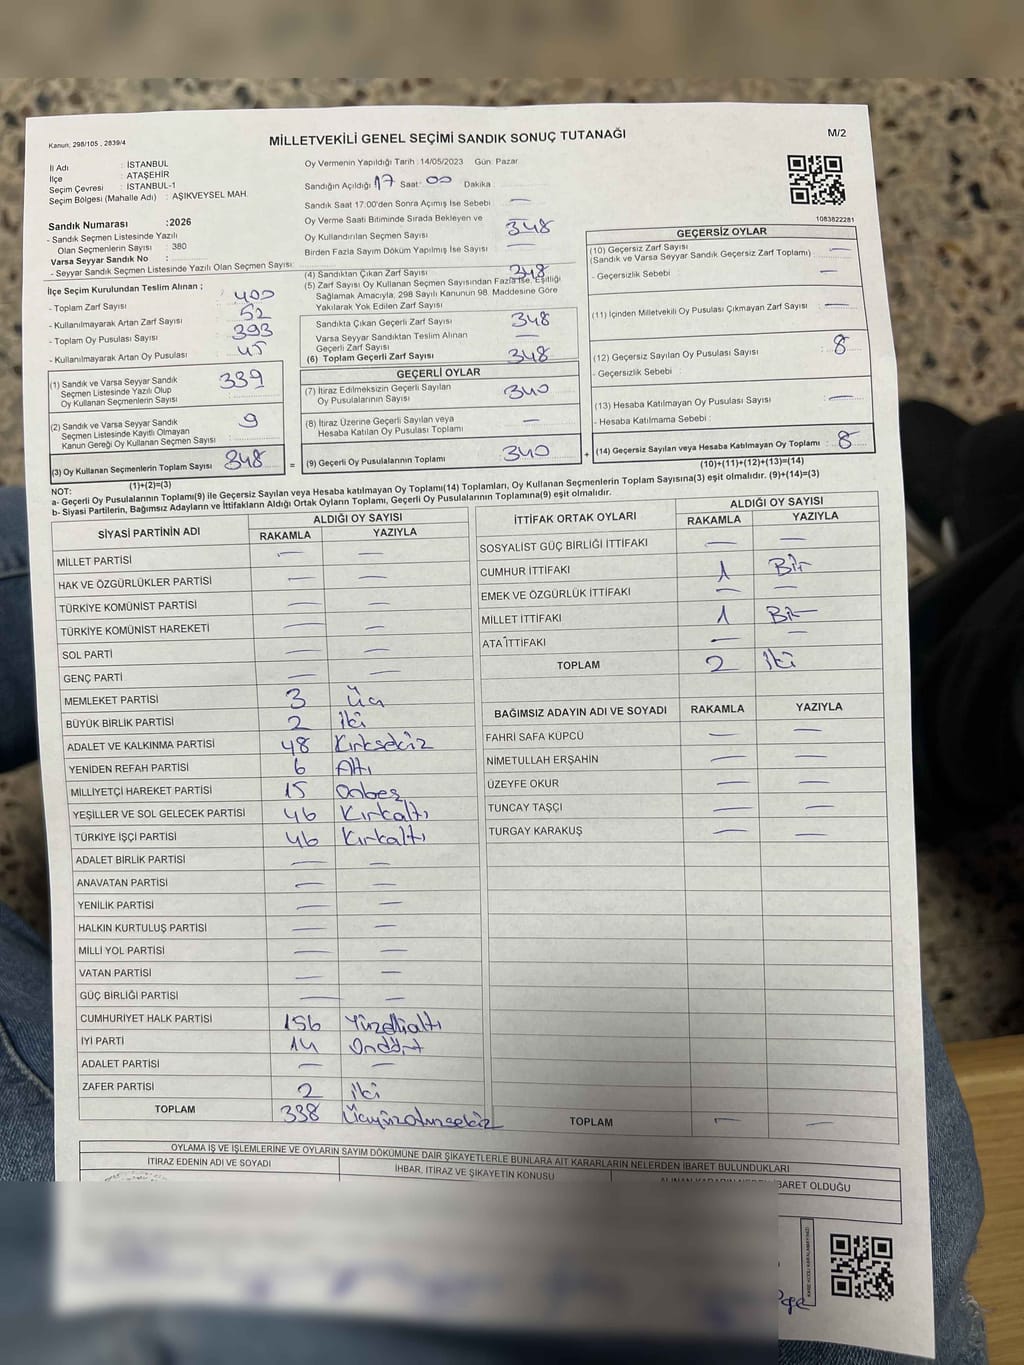 Kanun, 298/105 , 2839/4
MİLLETVEKİLİ GENEL SEÇİMİ SANDIK SONUÇ TUTANAĞI
M/2
İl Adı : İSTANBUL
İlçe : ATAŞEHİR
Seçim Çevresi : İSTANBUL-1
Seçim Bölgesi (Mahalle Adı) : AŞIKVEYSEL MAH.
Sandık Numarası :2026
- Sandık Seçmen Listesinde Yazılı
Olan Seçmenlerin Sayısı : 380
Varsa Seyyar Sandık No :
- Seyyar Sandık Seçmen Listesinde Yazılı Olan Seçmen Sayısı:
İlçe Seçim Kurulundan Teslim Alınan ;
- Toplam Zarf Sayısı : 400
- Kullanılmayarak Artan Zarf Sayısı : 52
- Toplam Oy Pusulası Sayısı : 393
- Kullanılmayarak Artan Oy Pusulası : 45
(1) Sandık ve Varsa Seyyar Sandık
Seçmen Listesinde Yazılı Olup
Oy Kullanan Seçmenlerin Sayısı : 339
(2) Sandık ve Varsa Seyyar Sandık
Seçmen Listesinde Kayıtlı Olmayan
Kanun Gereği Oy Kullanan Seçmen Sayısı : 9
(3) Oy Kullanan Seçmenlerin Toplam Sayısı : 348
(1)+(2)=(3)
Oy Vermenin Yapıldığı Tarih :14/05/2023 Gün: Pazar
Sandığın Açıldığı 17 Saat : 00 Dakika
Sandık Saat 17:00'den Sonra Açımış İse Sebebi : —
Oy Verme Saati Bitiminde Sırada Bekleyen ve
Oy Kullandırılan Seçmen Sayısı : 348
Birden Fazla Sayım Döküm Yapılmış İse Sayısı : —
(4) Sandıktan Çıkan Zarf Sayısı : 348
(5) Zarf Sayısı Oy Kullanan Seçmen Sayısından Fazla İse, Eşitliği
Sağlamak Amacıyla, 298 Sayılı Kanunun 98. Maddesine Göre
Yakılarak Yok Edilen Zarf Sayısı
Sandıkta Çıkan Geçerli Zarf Sayısı : 348
Varsa Seyyar Sandıktan Teslim Alınan
Geçerli Zarf Sayısı : —
(6) Toplam Geçerli Zarf Sayısı : 348
GEÇERLİ OYLAR
(7) İtiraz Edilmeksizin Geçerli Sayılan
Oy Pusulalarının Sayısı : 340
(8) İtiraz Üzerine Geçerli Sayılan veya
Hesaba Katılan Oy Pusulası Toplamı : —
= (9) Geçerli Oy Pusulalarının Toplamı : 340 +
1083822281
GEÇERSİZ OYLAR
(10) Geçersiz Zarf Sayısı : —
(Sandık ve Varsa Seyyar Sandık Geçersiz Zarf Toplamı)
- Geçersizlik Sebebi : —
(11) İçinden Milletvekili Oy Pusulası Çıkmayan Zarf Sayısı : —
(12) Geçersiz Sayılan Oy Pusulası Sayısı : 8
- Geçersizlik Sebebi :
(13) Hesaba Katılmayan Oy Pusulası Sayısı : —
- Hesaba Katılmama Sebebi :
(14) Geçersiz Sayılan veya Hesaba Katılmayan Oy Toplamı : 8
(10)+(11)+(12)+(13)=(14)
NOT:
a- Geçerli Oy Pusulalarının Toplamı(9) ile Geçersiz Sayılan veya Hesaba katılmayan Oy Toplamı(14) Toplamları, Oy Kullanan Seçmenlerin Toplam Sayısına(3) eşit olmalıdır. (9)+(14)=(3)
b- Siyasi Partilerin, Bağımsız Adayların ve İttifakların Aldığı Ortak Oyların Toplamı, Geçerli Oy Pusulalarının Toplamına(9) eşit olmalıdır.
SİYASİ PARTİNİN ADI ALDIĞI OY SAYISI
RAKAMLA YAZIYLA
MİLLET PARTİSİ — —
HAK VE ÖZGÜRLÜKLER PARTİSİ — —
TÜRKİYE KOMÜNİST PARTİSİ — —
TÜRKİYE KOMÜNİST HAREKETİ — —
SOL PARTİ — —
GENÇ PARTİ — —
MEMLEKET PARTİSİ 3 Üç
BÜYÜK BİRLİK PARTİSİ 2 iki
ADALET VE KALKINMA PARTİSİ 48 Kırksekiz
YENİDEN REFAH PARTİSİ 6 Altı
MİLLİYETÇİ HAREKET PARTİSİ 15 Onbeş
YEŞİLLER VE SOL GELECEK PARTİSİ 46 Kırkaltı
TÜRKİYE İŞÇİ PARTİSİ 46 Kırkaltı
ADALET BİRLİK PARTİSİ — —
ANAVATAN PARTİSİ — —
YENİLİK PARTİSİ — —
HALKIN KURTULUŞ PARTİSİ — —
MİLLİ YOL PARTİSİ — —
VATAN PARTİSİ — —
GÜÇ BİRLİĞİ PARTİSİ — —
CUMHURİYET HALK PARTİSİ 156 Yüzelliatı
İYİ PARTİ 14 Ondört
ADALET PARTİSİ — —
ZAFER PARTİSİ 2 iki
TOPLAM 338 Üçyüzotuzsekiz
İTTİFAK ORTAK OYLARI ALDIĞI OY SAYISI
RAKAMLA YAZIYLA
SOSYALİST GÜÇ BİRLİĞİ İTTİFAKI — —
CUMHUR İTTİFAKI 1 Bir
EMEK VE ÖZGÜRLÜK İTTİFAKI — —
MİLLET İTTİFAKI 1 Bir
ATA İTTİFAKI — —
TOPLAM 2 iki
BAĞIMSIZ ADAYIN ADI VE SOYADI RAKAMLA YAZIYLA
FAHRİ SAFA KÜPCÜ — —
NİMETULLAH ERŞAHİN — —
ÜZEYFE OKUR — —
TUNCAY TAŞÇI — —
TURGAY KARAKUŞ — —
TOPLAM — —
OYLAMA İŞ VE İŞLEMLERİNE VE OYLARIN SAYIM DÖKÜMÜNE DAİR ŞİKAYETLERLE BUNLARA AİT KARARLARIN NELERDEN İBARET BULUNDUKLARI
İTİRAZ EDENİN ADI VE SOYADI İHBAR, İTİRAZ VE ŞİKAYETİN KONUSU BARET OLDUĞU